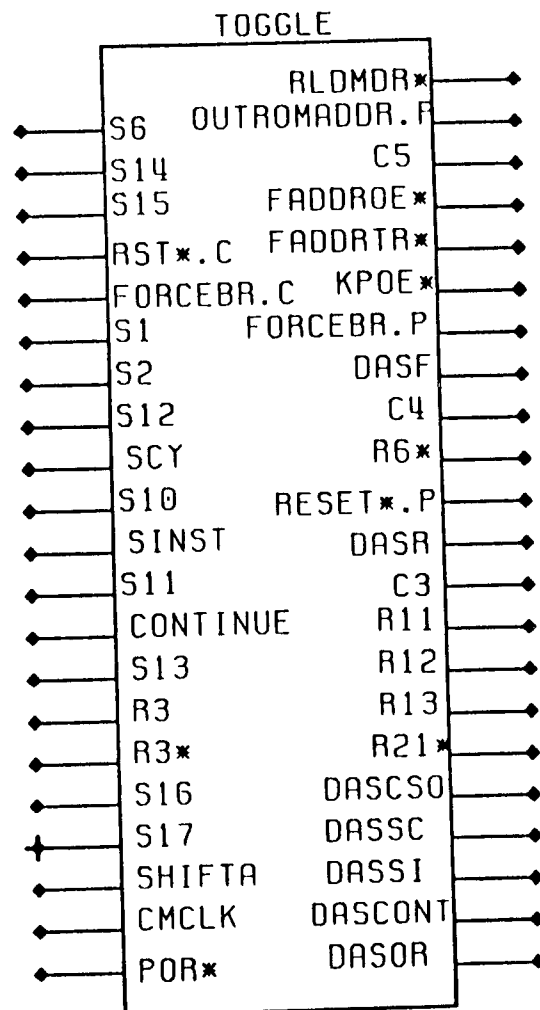 TOGGLE
RLDMDR*
S6 OUTROMADDR.P
S14 C5
S15 FADDROE*
RST*.C FADDRTR*
FORCEBR.C KPOE*
S1 FORCEBR.P
S2 DASF
S12 C4
SCY R6*
S10 RESET*.P
SINST DASR
S11 C3
CONTINUE R11
S13 R12
R3 R13
R3* R21*
S16 DASCSO
S17 DASSC
SHIFTA DASSI
CMCLK DASCONT
POR* DASOR